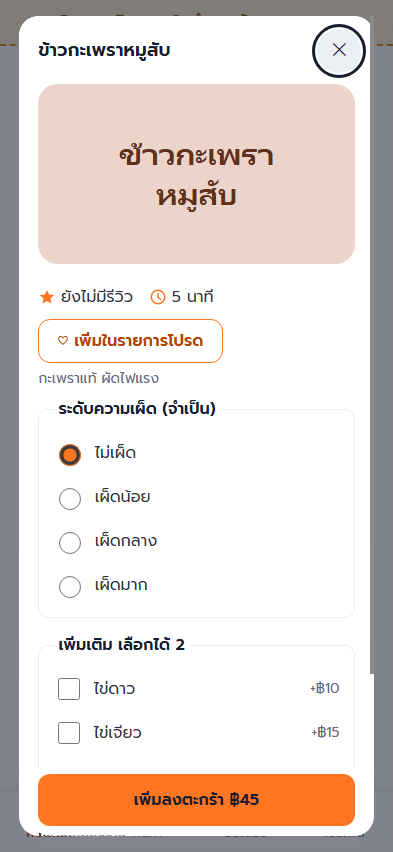 ข้าวกะเพราหมูสับ
ข้าวกะเพรา
หมูสับ
ยังไม่มีรีวิว 5 นาที
เพิ่มในรายการโปรด
กะเพราแท้ ผัดไฟแรง
ระดับความเผ็ด (จำเป็น)
ไม่เผ็ด
เผ็ดน้อย
เผ็ดกลาง
เผ็ดมาก
เพิ่มเติม เลือกได้ 2
ไข่ดาว +฿10
ไข่เจียว +฿15
เพิ่มลงตะกร้า ฿45